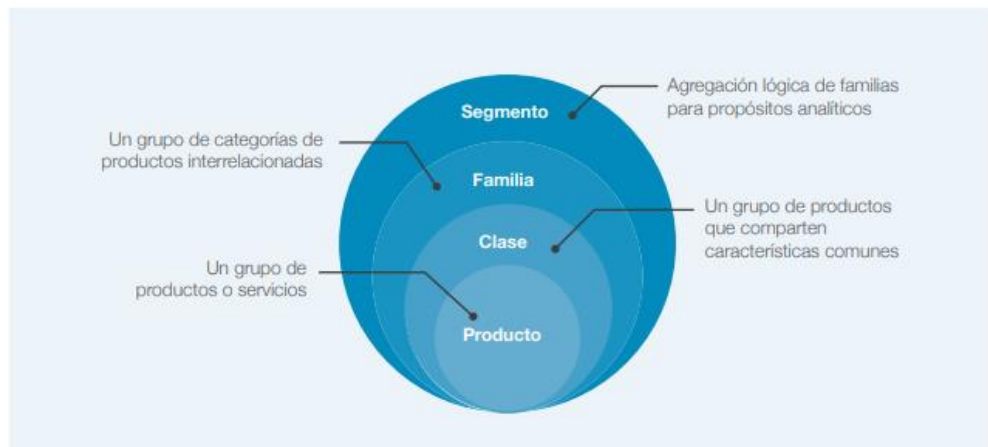 Segmento
Agregación lógica de familias
para propósitos analíticos
Un grupo de categorías de
productos interrelacionadas
Familia
Un grupo de productos
que comparten
características comunes
Clase
Un grupo de
productos o servicios
Producto